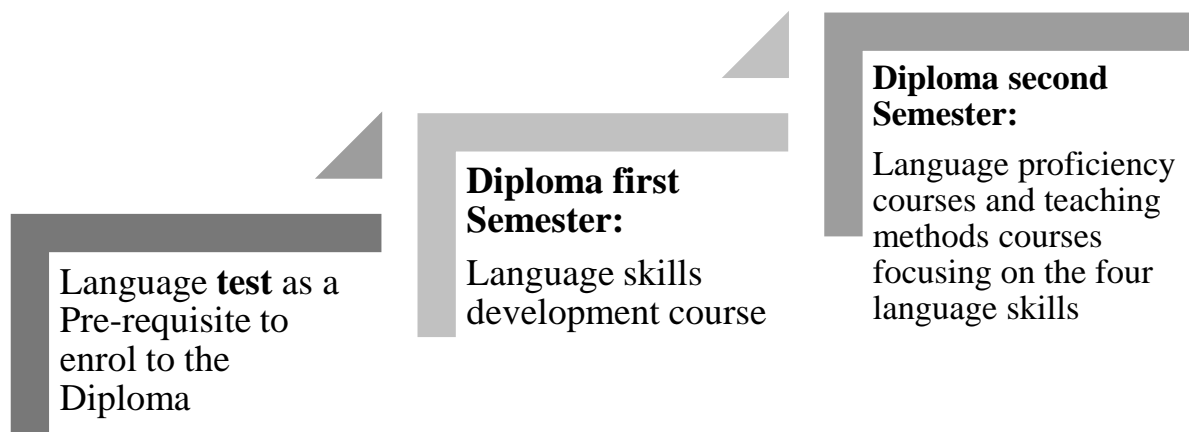 Language test as a
Pre-requisite to
enrol to the
Diploma
Diploma first
Semester:
Language skills
development course
Diploma second
Semester:
Language proficiency
courses and teaching
methods courses
focusing on the four
language skills